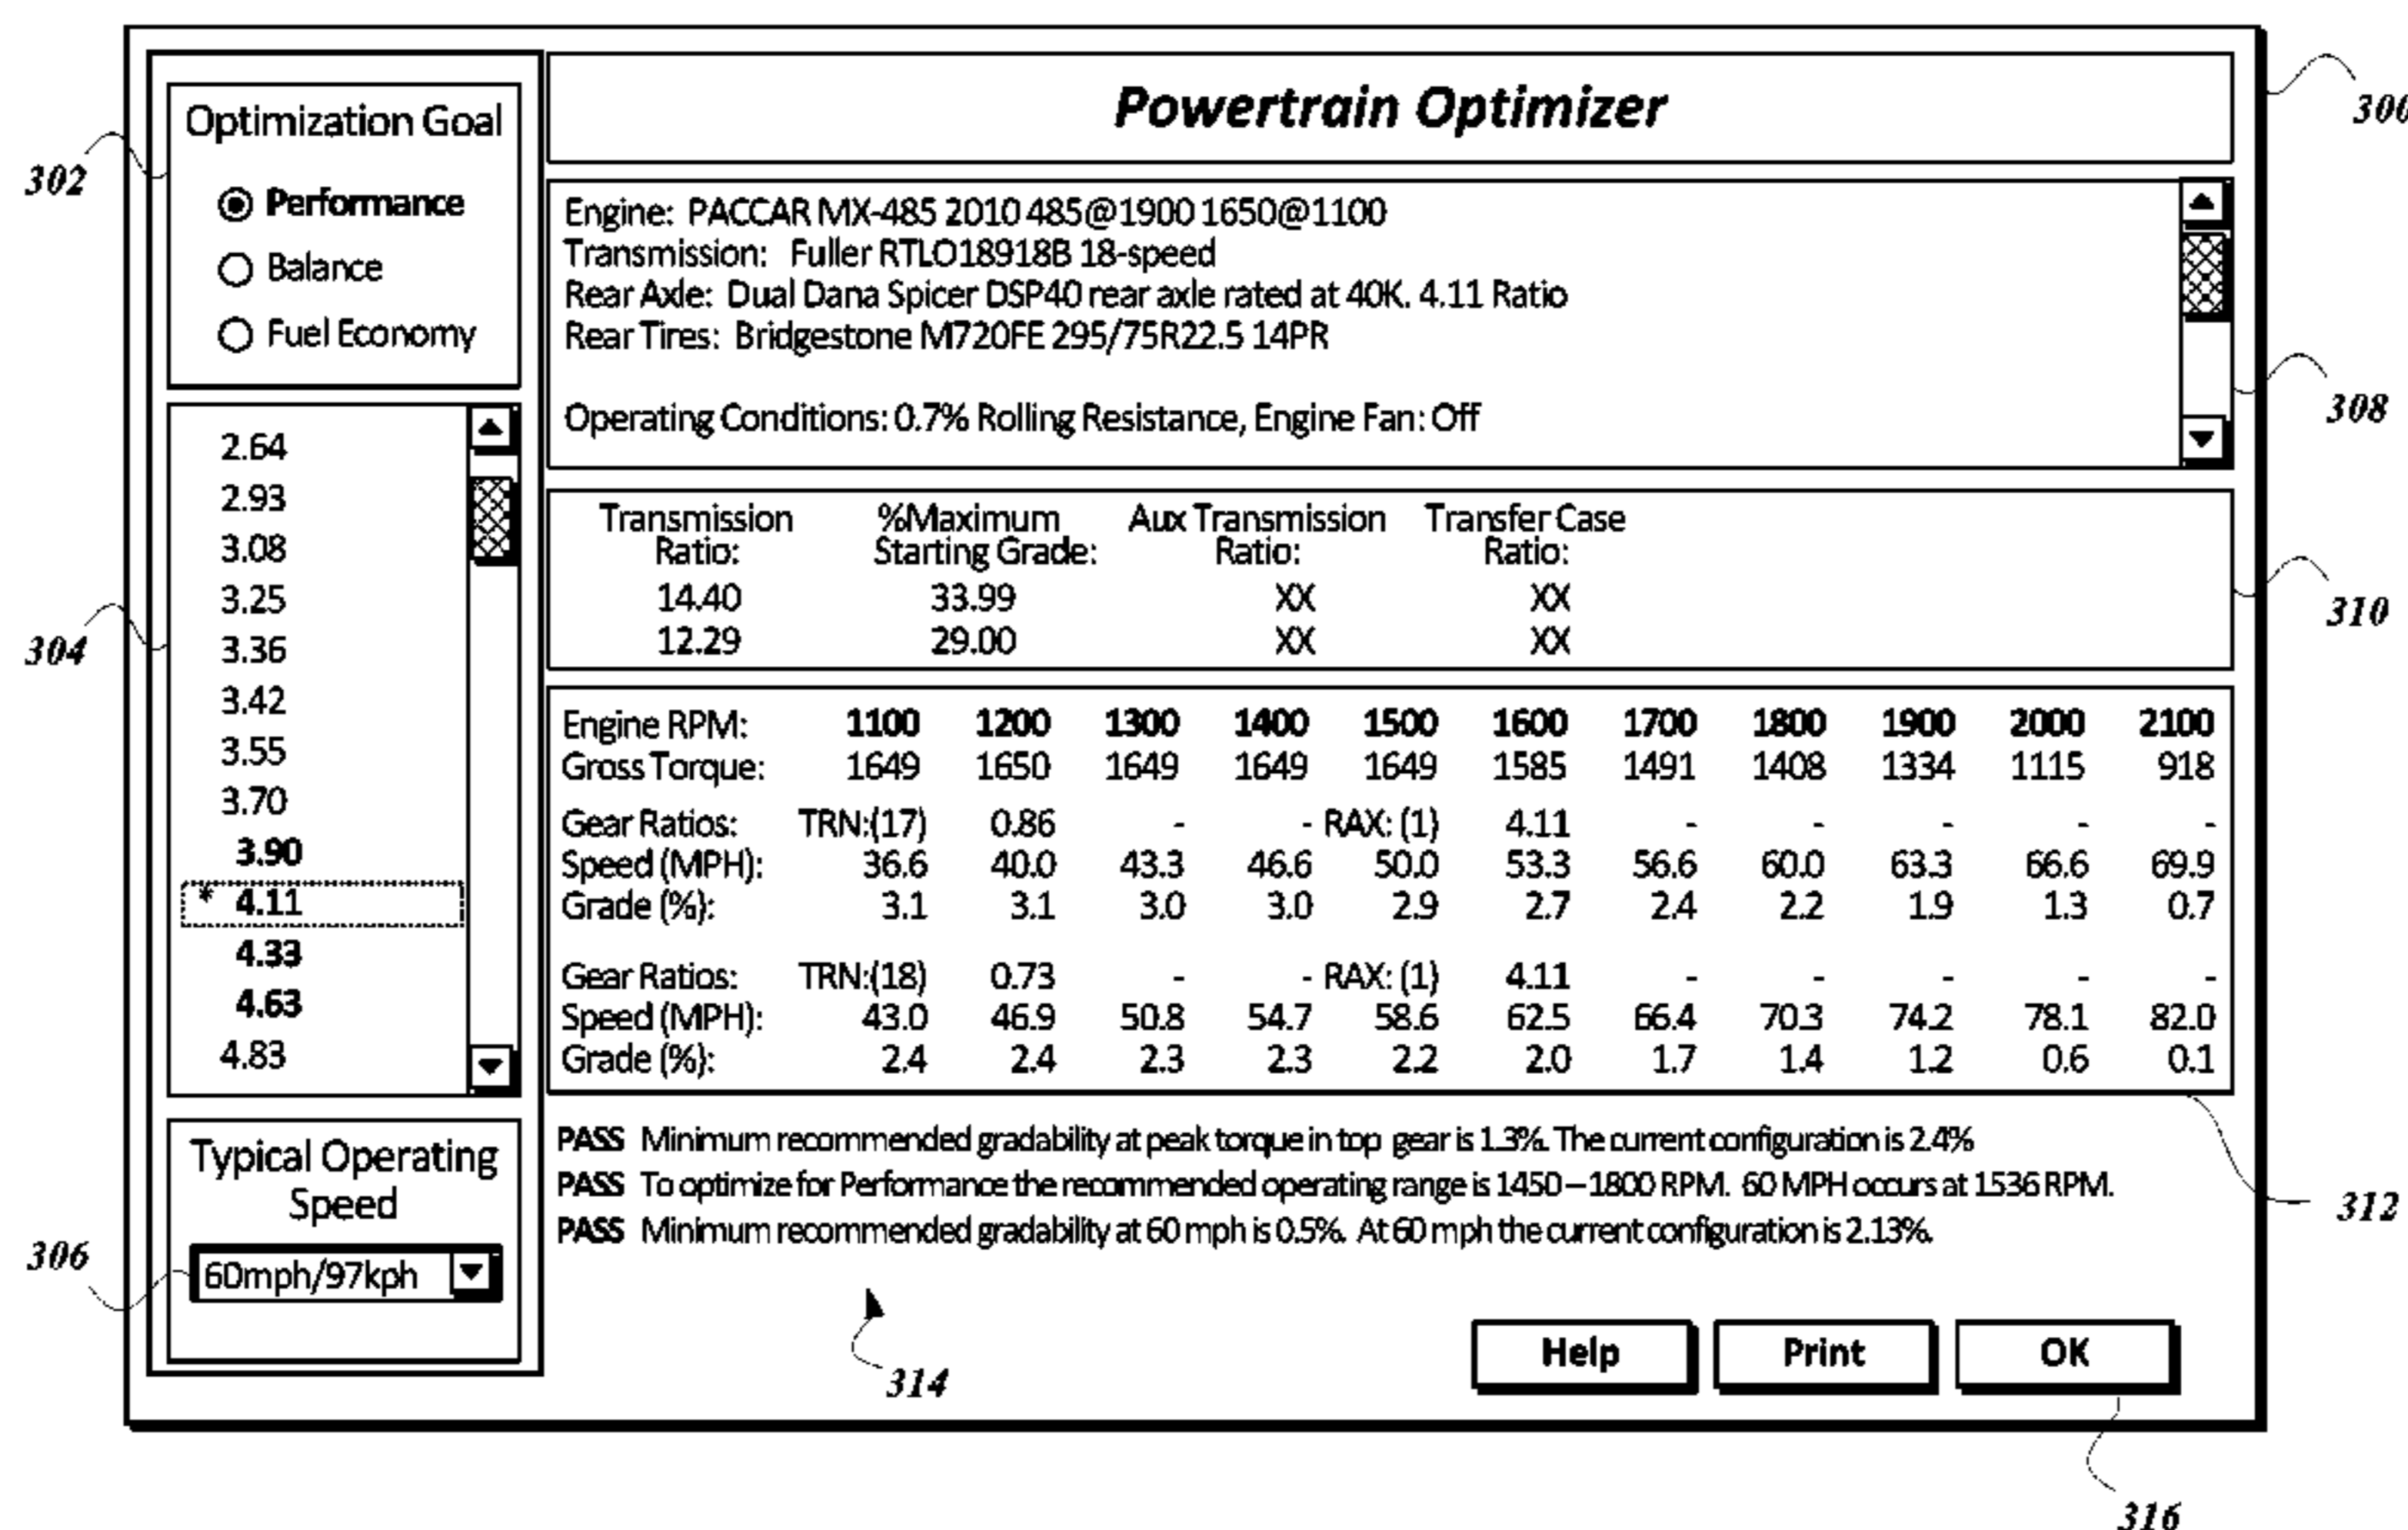 Powertrain Optimizer
300
302
Optimization Goal
Performance
Balance
Fuel Economy
304
2.64
2.93
3.08
3.25
3.36
3.42
3.55
3.70
3.90
* 4.11
4.33
4.63
4.83
Typical Operating
Speed
306
60mph/97kph
Engine: PACCAR MX-485 2010 485@1900 1650@1100
Transmission: Fuller RTLO18918B 18-speed
Rear Axle: Dual Dana Spicer DSP40 rear axle rated at 40K. 4.11 Ratio
Rear Tires: Bridgestone M720FE 295/75R22.5 14PR
Operating Conditions: 0.7% Rolling Resistance, Engine Fan: Off
308
Transmission %Maximum Aux Transmission Transfer Case
Ratio: Starting Grade: Ratio: Ratio:
14.40 33.99 XX XX
12.29 29.00 XX XX
310
Engine RPM: 1100 1200 1300 1400 1500 1600 1700 1800 1900 2000 2100
Gross Torque: 1649 1650 1649 1649 1649 1585 1491 1408 1334 1115 918
Gear Ratios: TRN:(17) 0.86 - - RAX: (1) 4.11 - - - - -
Speed (MPH): 36.6 40.0 43.3 46.6 50.0 53.3 56.6 60.0 63.3 66.6 69.9
Grade (%): 3.1 3.1 3.0 3.0 2.9 2.7 2.4 2.2 1.9 1.3 0.7
Gear Ratios: TRN:(18) 0.73 - - RAX: (1) 4.11 - - - - -
Speed (MPH): 43.0 46.9 50.8 54.7 58.6 62.5 66.4 70.3 74.2 78.1 82.0
Grade (%): 2.4 2.4 2.3 2.3 2.2 2.0 1.7 1.4 1.2 0.6 0.1
312
PASS Minimum recommended gradability at peak torque in top gear is 1.3%. The current configuration is 2.4%
PASS To optimize for Performance the recommended operating range is 1450 – 1800 RPM. 60 MPH occurs at 1536 RPM.
PASS Minimum recommended gradability at 60 mph is 0.5%. At 60 mph the current configuration is 2.13%.
314
Help Print OK
316